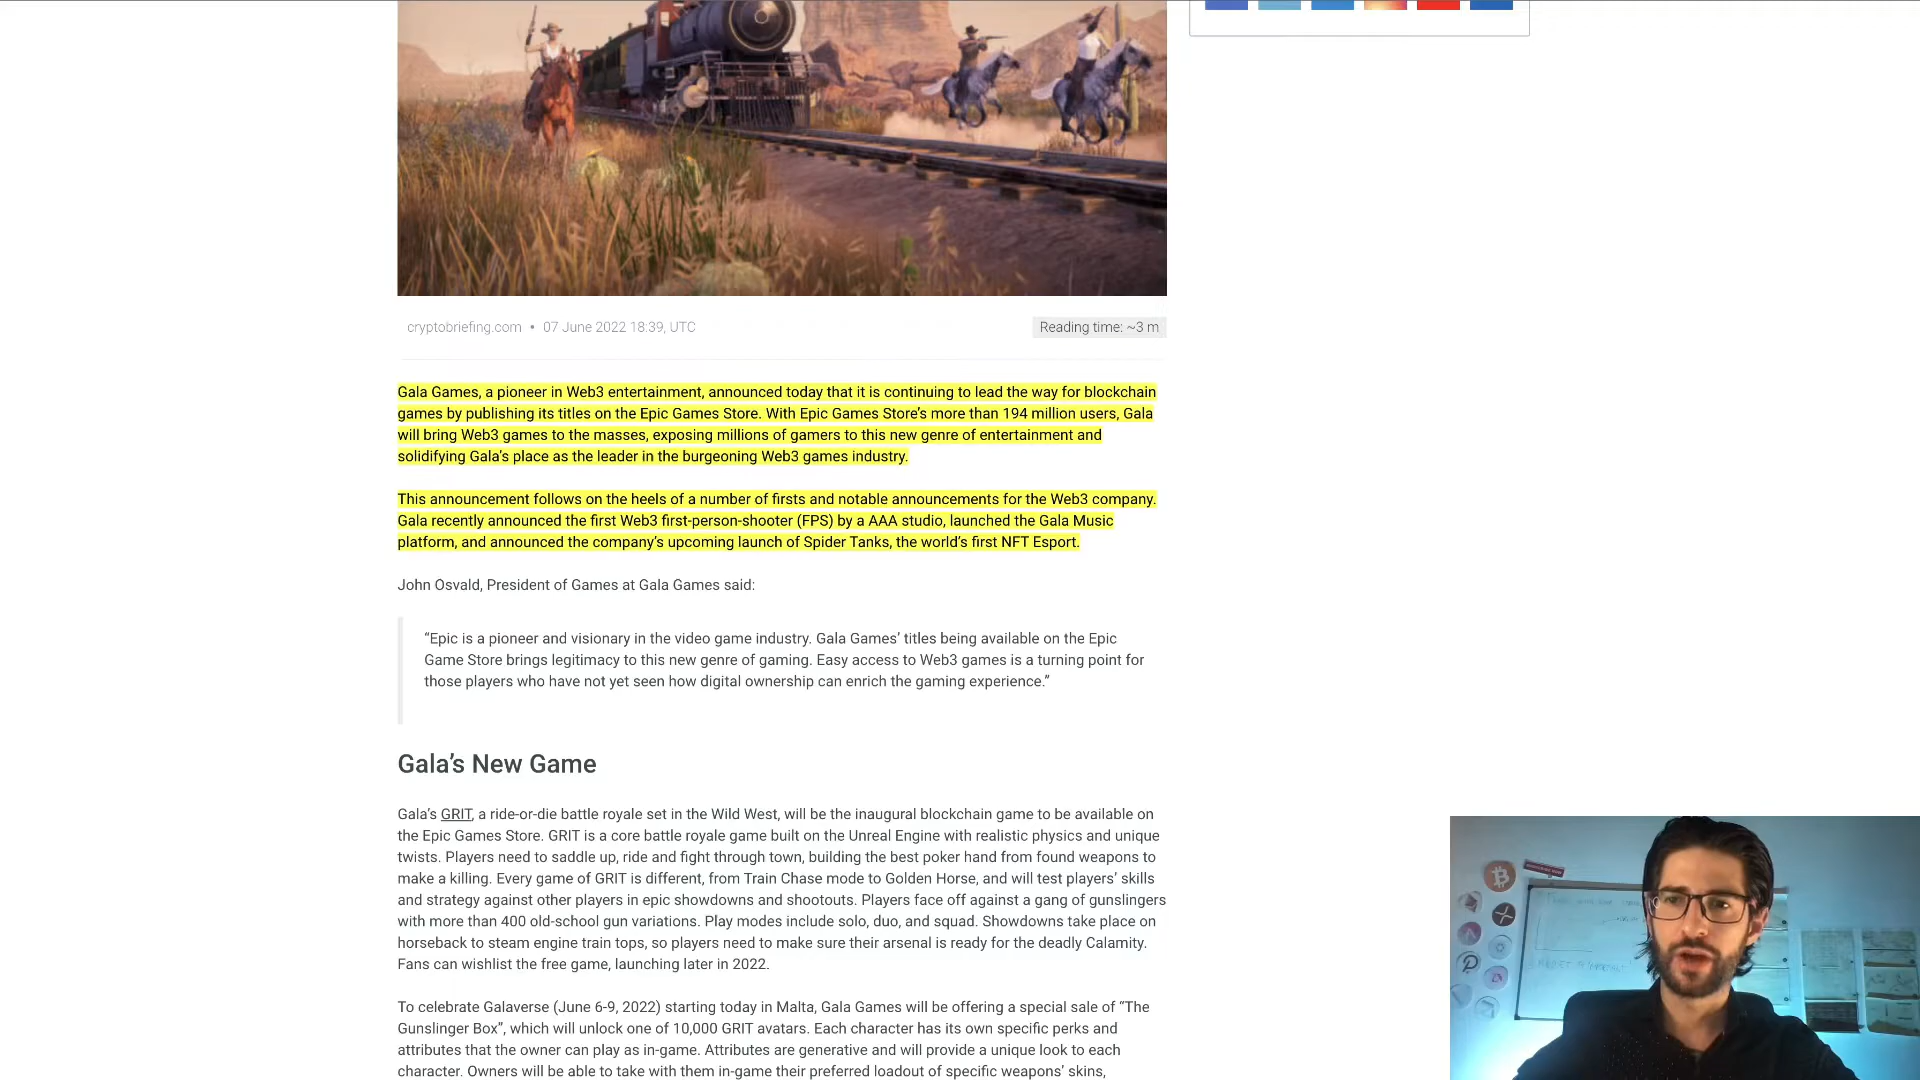 cryptobriefing.com • 07 June 2022 18:39, UTC
Reading time: ~3 m
Gala Games, a pioneer in Web3 entertainment, announced today that it is continuing to lead the way for blockchain
games by publishing its titles on the Epic Games Store. With Epic Games Store’s more than 194 million users, Gala
will bring Web3 games to the masses, exposing millions of gamers to this new genre of entertainment and
solidifying Gala’s place as the leader in the burgeoning Web3 games industry.
This announcement follows on the heels of a number of firsts and notable announcements for the Web3 company.
Gala recently announced the first Web3 first-person-shooter (FPS) by a AAA studio, launched the Gala Music
platform, and announced the company’s upcoming launch of Spider Tanks, the world’s first NFT Esport.
John Osvald, President of Games at Gala Games said:
“Epic is a pioneer and visionary in the video game industry. Gala Games’ titles being available on the Epic
Game Store brings legitimacy to this new genre of gaming. Easy access to Web3 games is a turning point for
those players who have not yet seen how digital ownership can enrich the gaming experience.”
Gala’s New Game
Gala’s GRIT, a ride-or-die battle royale set in the Wild West, will be the inaugural blockchain game to be available on
the Epic Games Store. GRIT is a core battle royale game built on the Unreal Engine with realistic physics and unique
twists. Players need to saddle up, ride and fight through town, building the best poker hand from found weapons to
make a killing. Every game of GRIT is different, from Train Chase mode to Golden Horse, and will test players’ skills
and strategy against other players in epic showdowns and shootouts. Players face off against a gang of gunslingers
with more than 400 old-school gun variations. Play modes include solo, duo, and squad. Showdowns take place on
horseback to steam engine train tops, so players need to make sure their arsenal is ready for the deadly Calamity.
Fans can wishlist the free game, launching later in 2022.
To celebrate Galaverse (June 6-9, 2022) starting today in Malta, Gala Games will be offering a special sale of “The
Gunslinger Box”, which will unlock one of 10,000 GRIT avatars. Each character has its own specific perks and
attributes that the owner can play as in-game. Attributes are generative and will provide a unique look to each
character. Owners will be able to take with them in-game their preferred loadout of specific weapons’ skins,